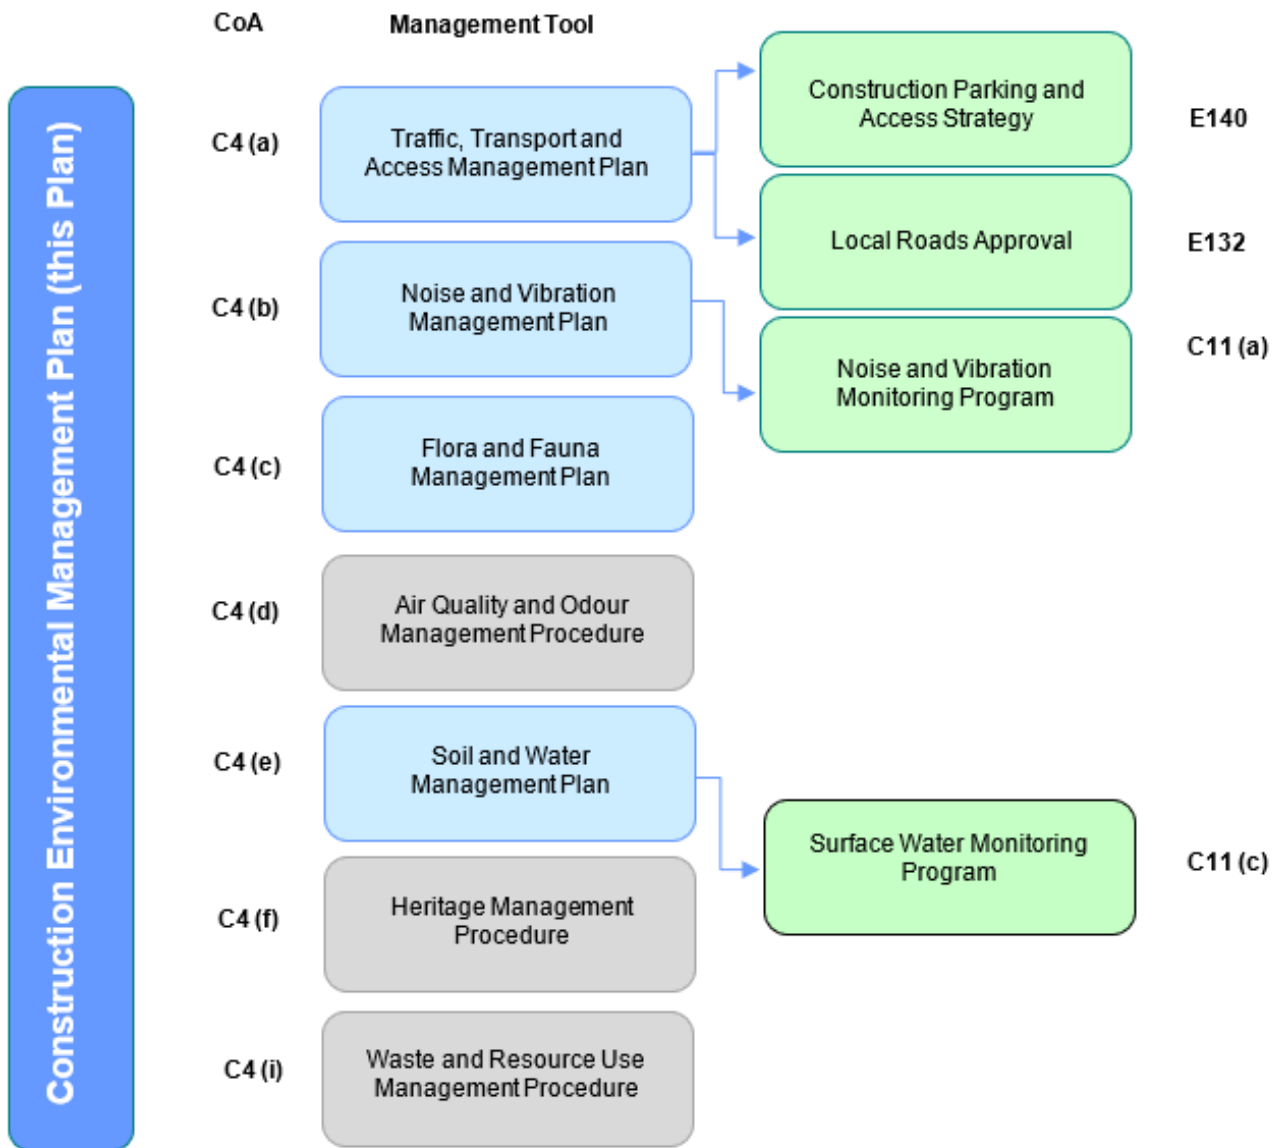 CoA
Management Tool
Construction Environmental Management Plan (this Plan)
C4 (a)
Traffic, Transport and
Access Management Plan
Construction Parking and
Access Strategy
E140
Local Roads Approval
E132
C4 (b)
Noise and Vibration
Management Plan
Noise and Vibration
Monitoring Program
C11 (a)
C4 (c)
Flora and Fauna
Management Plan
C4 (d)
Air Quality and Odour
Management Procedure
C4 (e)
Soil and Water
Management Plan
Surface Water Monitoring
Program
C11 (c)
C4 (f)
Heritage Management
Procedure
C4 (i)
Waste and Resource Use
Management Procedure